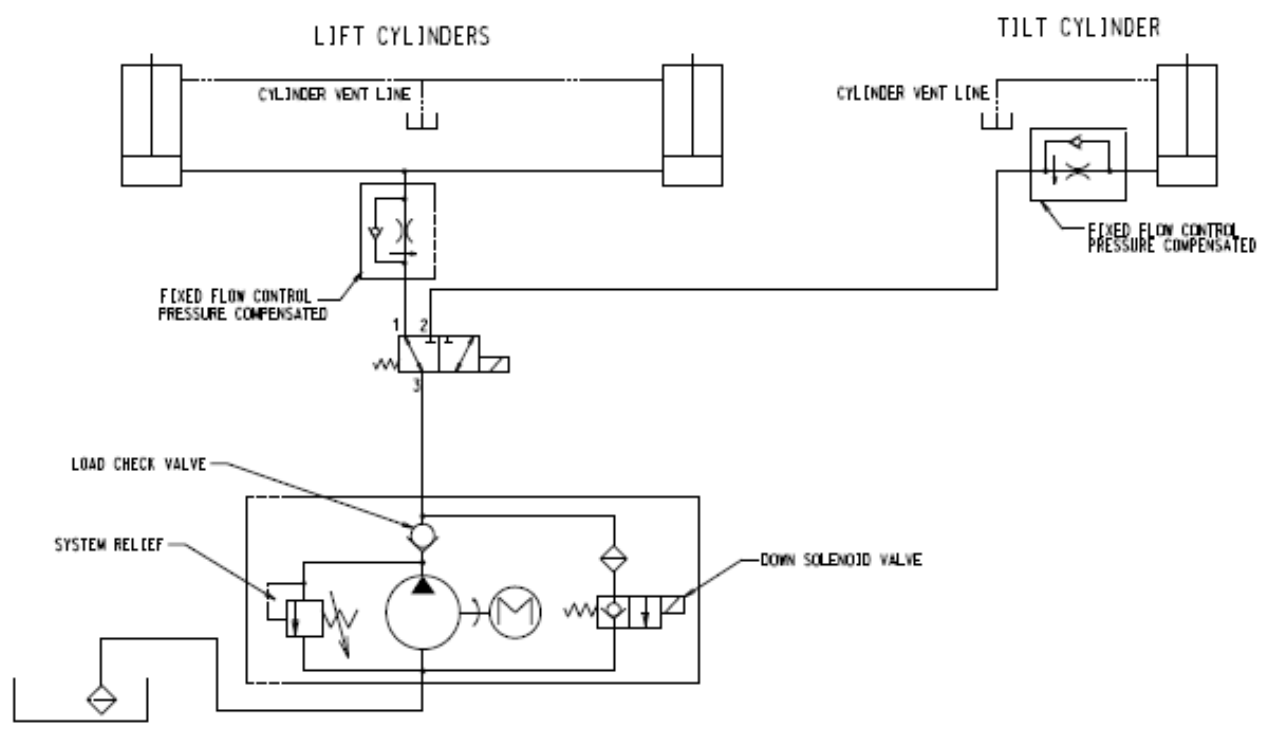 LIFT CYLINDERS
TILT CYLINDER
CYLINDER VENT LINE
CYLINDER VENT LINE
FIXED FLOW CONTROL
PRESSURE COMPENSATED
FIXED FLOW CONTROL
PRESSURE COMPENSATED
1 2
3
LOAD CHECK VALVE
SYSTEM RELIEF
DOWN SOLENOID VALVE
M